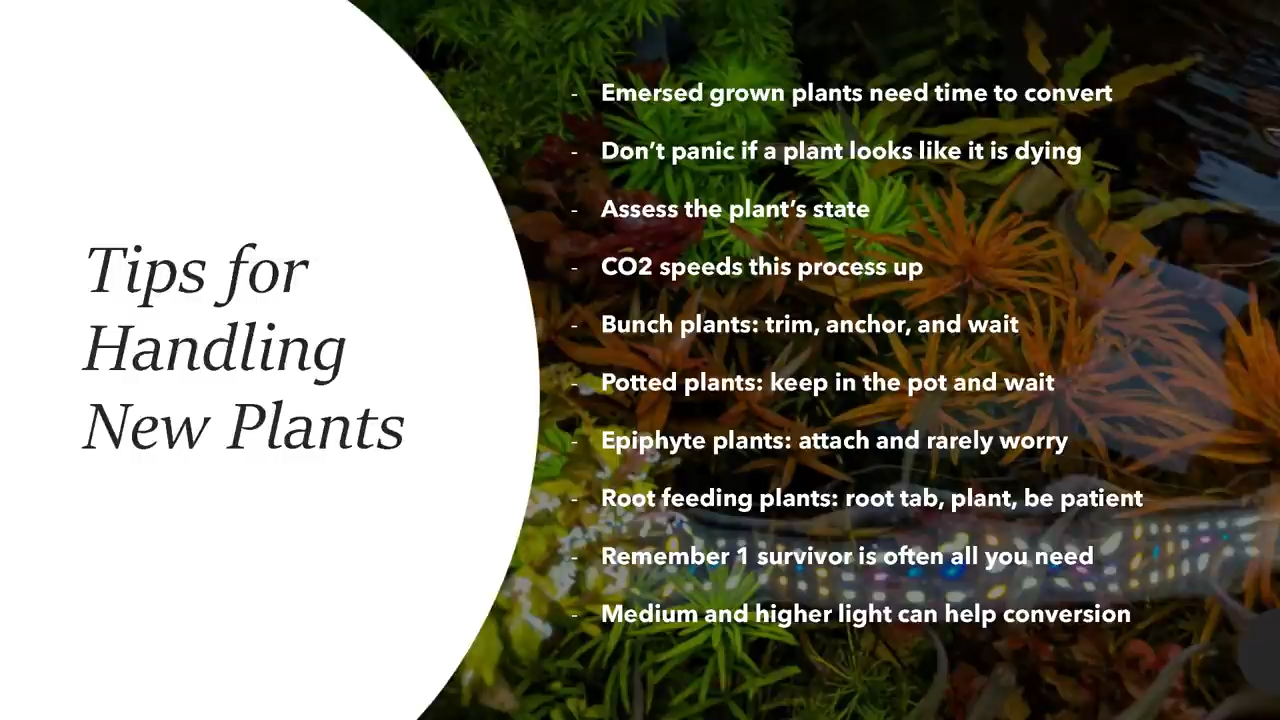 Tips for
Handling
New Plants
- Emersed grown plants need time to convert
- Don’t panic if a plant looks like it is dying
- Assess the plant’s state
- CO2 speeds this process up
- Bunch plants: trim, anchor, and wait
- Potted plants: keep in the pot and wait
- Epiphyte plants: attach and rarely worry
- Root feeding plants: root tab, plant, be patient
- Remember 1 survivor is often all you need
- Medium and higher light can help conversion